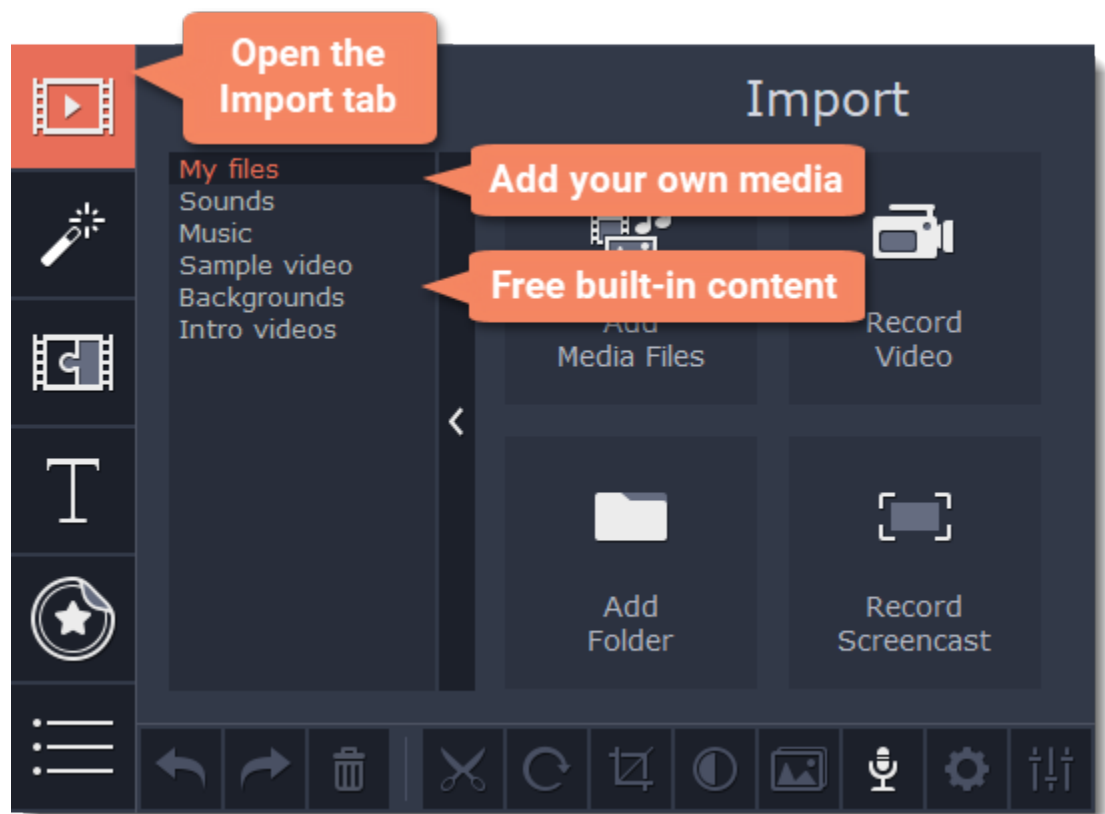 Open the
Import tab
Import
My files
Sounds
Music
Sample video
Backgrounds
Intro videos
Add your own media
Free built-in content
Add
Media Files
Record
Video
Add
Folder
Record
Screencast